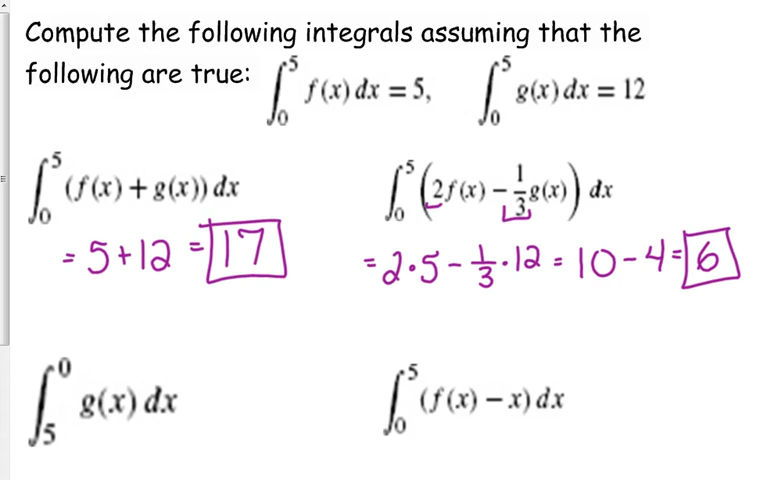 Compute the following integrals assuming that the
following are true: ∫₀⁵ f(x) dx = 5, ∫₀⁵ g(x) dx = 12
∫₀⁵ (f(x) + g(x)) dx
= 5 + 12 = 17
∫₀⁵ (2f(x) − 1/3 g(x)) dx
= 2·5 − 1/3·12 = 10 − 4 = 6
∫₅⁰ g(x) dx
∫₀⁵ (f(x) − x) dx